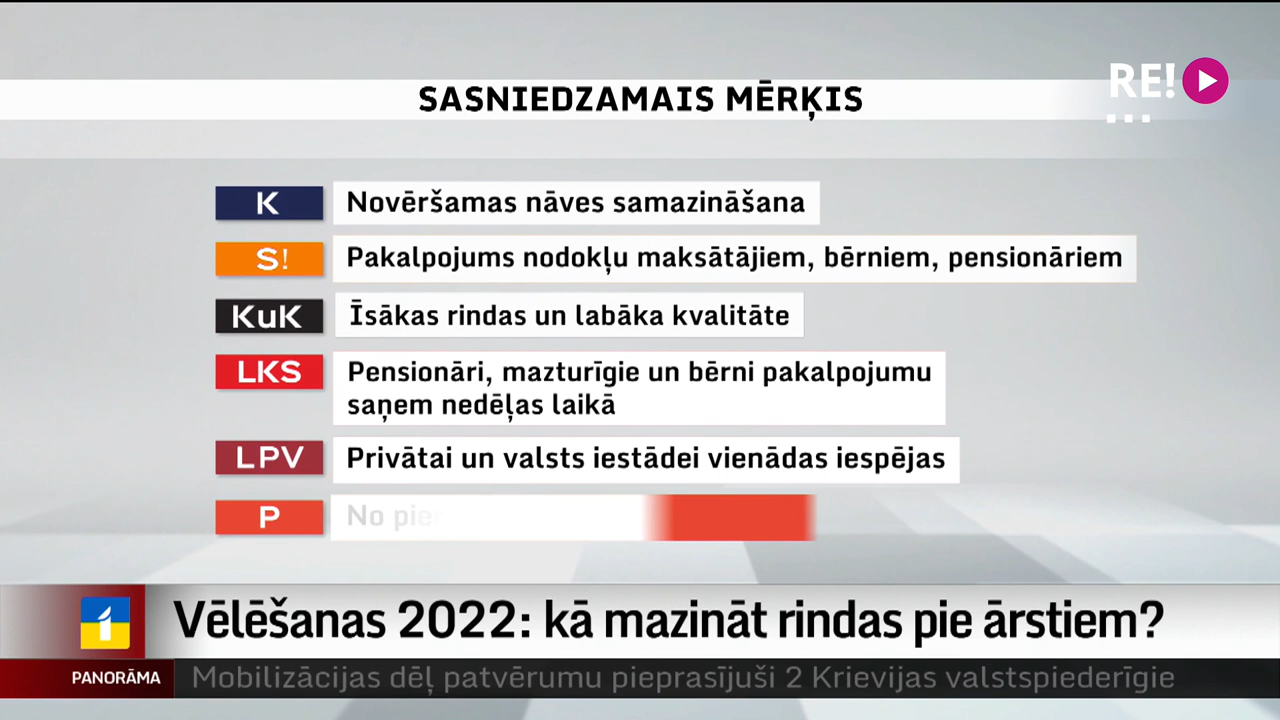 RE!
SASNIEDZAMAIS MĒRĶIS
K
Novēršamas nāves samazināšana
S!
Pakalpojums nodokļu maksātājiem, bērniem, pensionāriem
KuK
Īsākas rindas un labāka kvalitāte
LKS
Pensionāri, mazturīgie un bērni pakalpojumu
saņem nedēļas laikā
LPV
Privātai un valsts iestādei vienādas iespējas
P
No
1
Vēlēšanas 2022: kā mazināt rindas pie ārstiem?
PANORĀMA
Mobilizācijas dēļ patvērumu pieprasījuši 2 Krievijas valstspiederīgie